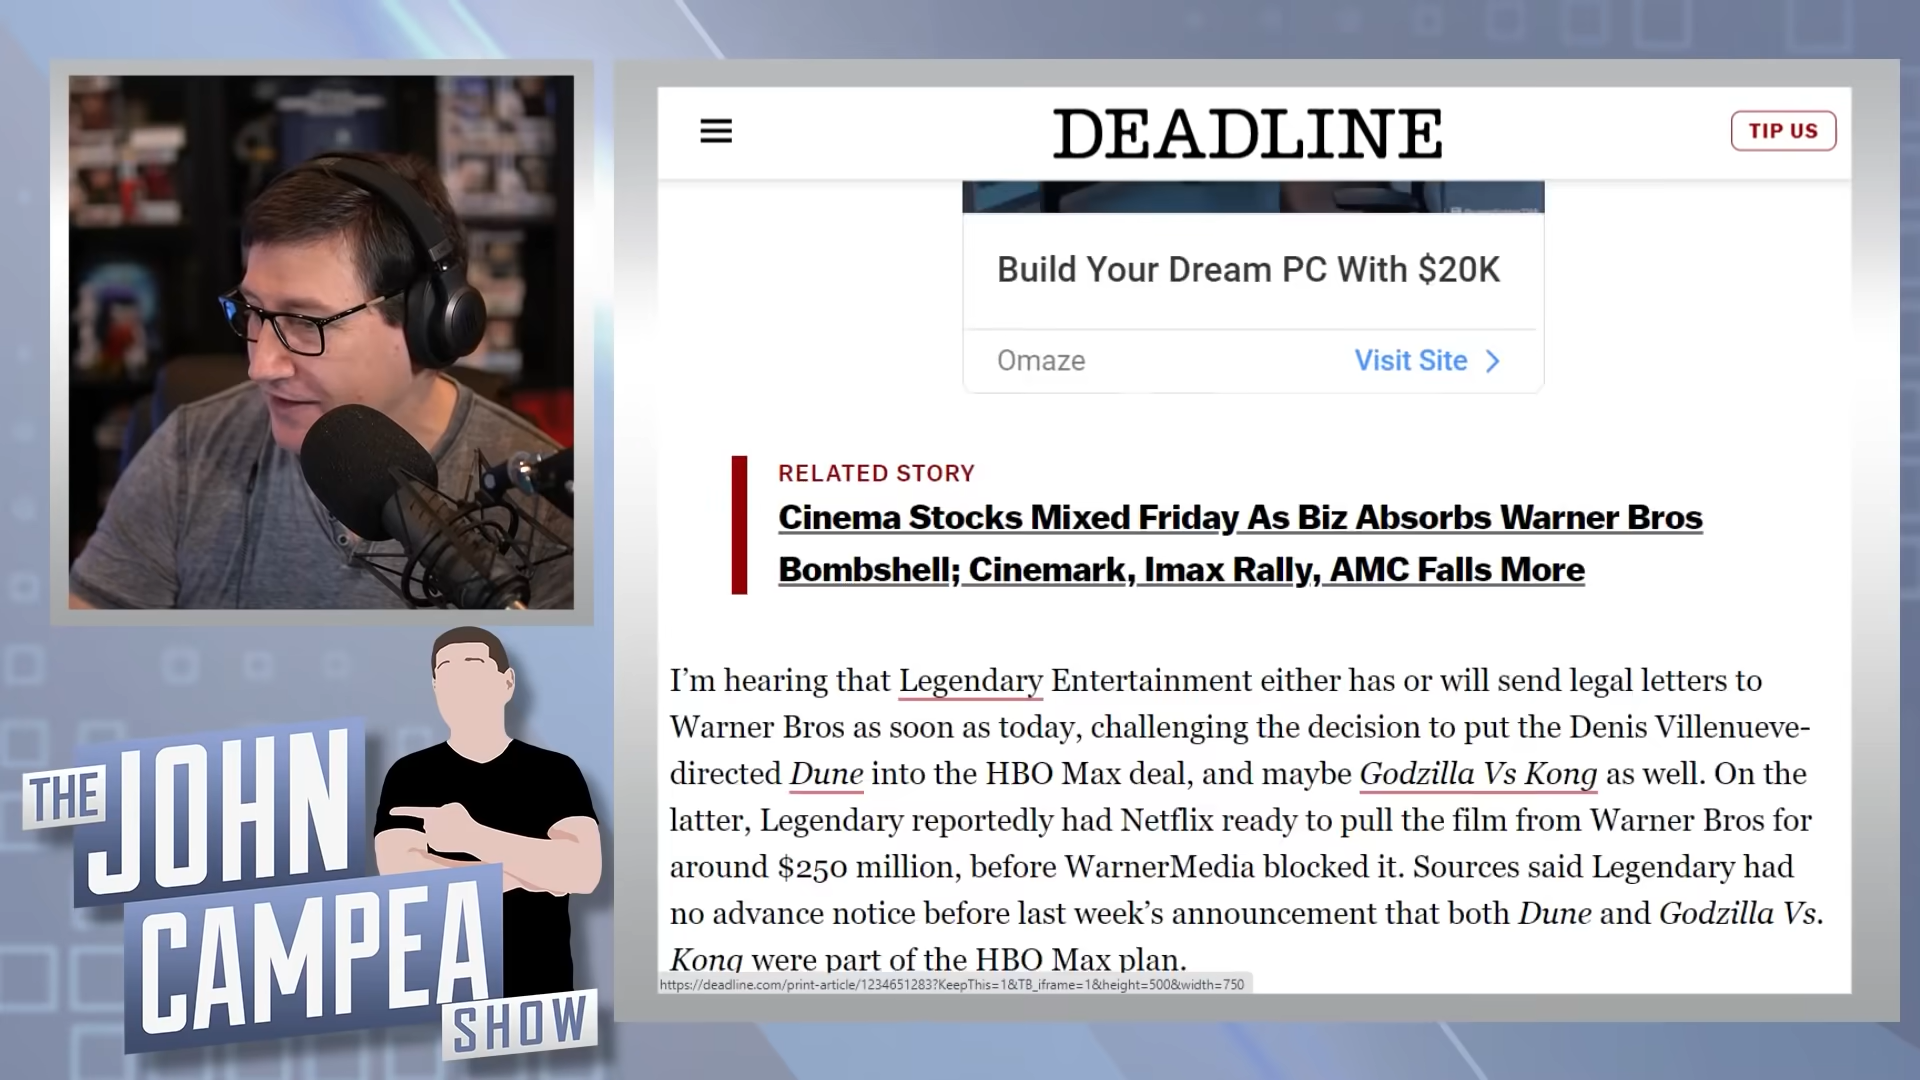 DEADLINE
TIP US
Build Your Dream PC With $20K
Omaze
Visit Site
RELATED STORY
Cinema Stocks Mixed Friday As Biz Absorbs Warner Bros
Bombshell; Cinemark, Imax Rally, AMC Falls More
I’m hearing that Legendary Entertainment either has or will send legal letters to
Warner Bros as soon as today, challenging the decision to put the Denis Villenueve-
directed Dune into the HBO Max deal, and maybe Godzilla Vs Kong as well. On the
latter, Legendary reportedly had Netflix ready to pull the film from Warner Bros for
around $250 million, before WarnerMedia blocked it. Sources said Legendary had
no advance notice before last week’s announcement that both Dune and Godzilla Vs.
Kong were part of the HBO Max plan.
https://deadline.com/print-article/1234651283?KeepThis=1&TB_iframe=1&height=500&width=750
THE
JOHN
CAMPEA
SHOW